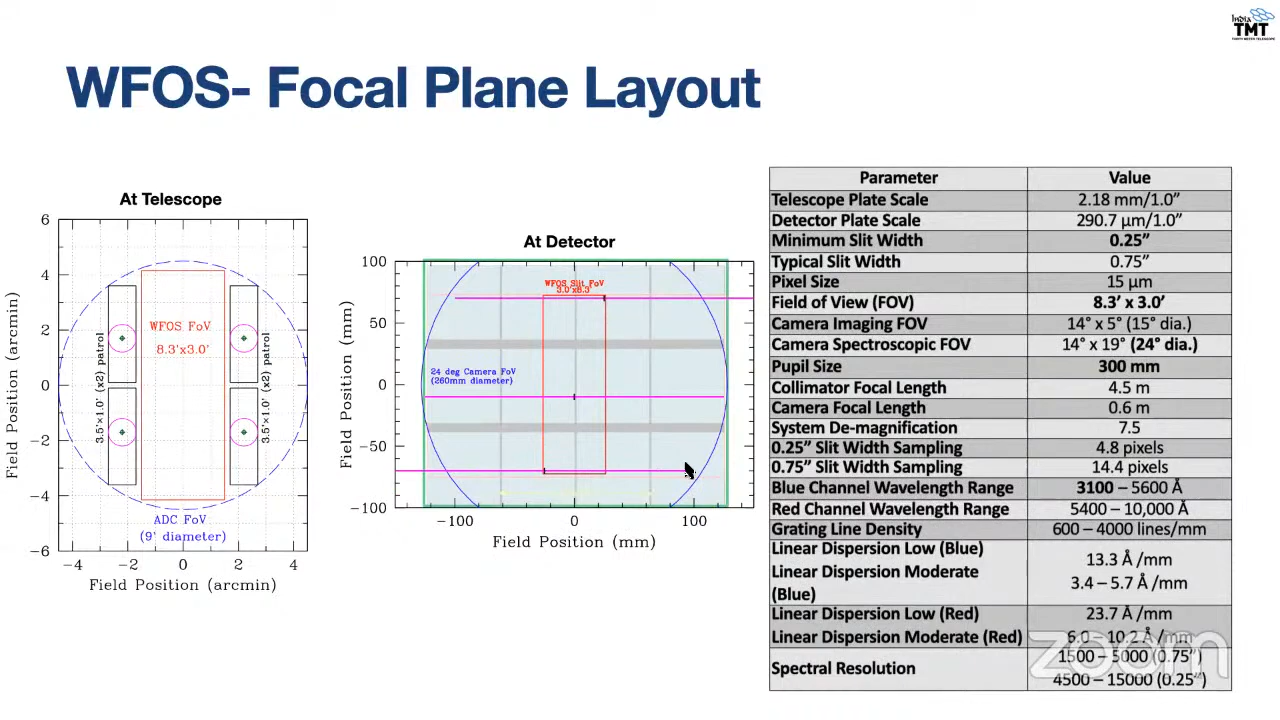 India
TMT
THIRTY METER TELESCOPE
WFOS- Focal Plane Layout
At Telescope
6
4
2
0
−2
−4
−6
−4 −2 0 2 4
Field Position (arcmin)
Field Position (arcmin)
WFOS FoV
8.3'x3.0'
3.5'×1.0' (x2) patrol
3.5'×1.0' (x2) patrol
ADC FoV
(9' diameter)
At Detector
100
50
0
−50
−100
−100 0 100
Field Position (mm)
Field Position (mm)
WFOS Slit FoV
3.0'x8.3'
24 deg Camera FoV
(260mm diameter)
Parameter Value
Telescope Plate Scale 2.18 mm/1.0”
Detector Plate Scale 290.7 µm/1.0”
Minimum Slit Width 0.25”
Typical Slit Width 0.75”
Pixel Size 15 µm
Field of View (FOV) 8.3’ x 3.0’
Camera Imaging FOV 14° x 5° (15° dia.)
Camera Spectroscopic FOV 14° x 19° (24° dia.)
Pupil Size 300 mm
Collimator Focal Length 4.5 m
Camera Focal Length 0.6 m
System De-magnification 7.5
0.25” Slit Width Sampling 4.8 pixels
0.75” Slit Width Sampling 14.4 pixels
Blue Channel Wavelength Range 3100 – 5600 Å
Red Channel Wavelength Range 5400 – 10,000 Å
Grating Line Density 600 – 4000 lines/mm
Linear Dispersion Low (Blue) 13.3 Å /mm
Linear Dispersion Moderate
(Blue) 3.4 – 5.7 Å /mm
Linear Dispersion Low (Red) 23.7 Å /mm
Linear Dispersion Moderate (Red) 6.0 – 10.2 Å /mm
Spectral Resolution 1500 – 5000 (0.75”)
4500 – 15000 (0.25”)
zoom